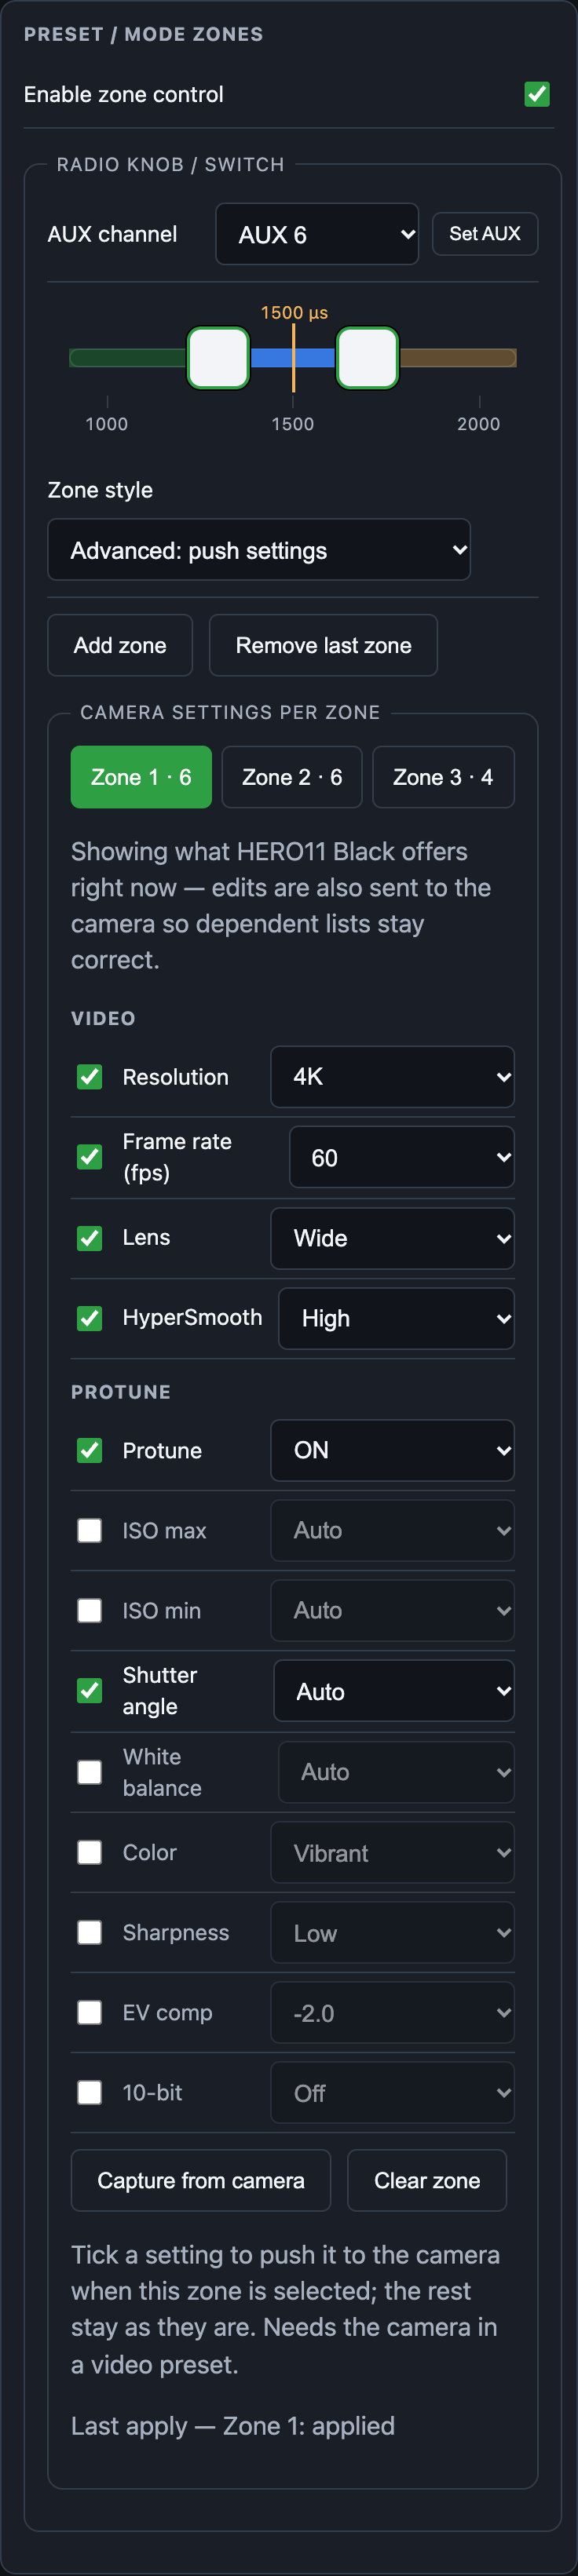 PRESET / MODE ZONES
Enable zone control
RADIO KNOB / SWITCH
AUX channel
AUX 6
Set AUX
1500 µs
1000
1500
2000
Zone style
Advanced: push settings
Add zone
Remove last zone
CAMERA SETTINGS PER ZONE
Zone 1 · 6
Zone 2 · 6
Zone 3 · 4
Showing what HERO11 Black offers
right now — edits are also sent to the
camera so dependent lists stay
correct.
VIDEO
Resolution
4K
Frame rate
(fps)
60
Lens
Wide
HyperSmooth
High
PROTUNE
Protune
ON
ISO max
Auto
ISO min
Auto
Shutter
angle
Auto
White
balance
Auto
Color
Vibrant
Sharpness
Low
EV comp
-2.0
10-bit
Off
Capture from camera
Clear zone
Tick a setting to push it to the camera
when this zone is selected; the rest
stay as they are. Needs the camera in
a video preset.
Last apply — Zone 1: applied